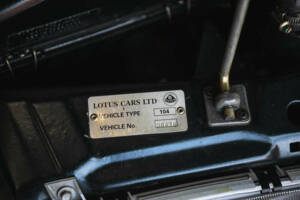 LOTUS CARS LTD
VEHICLE TYPE 104
VEHICLE No.